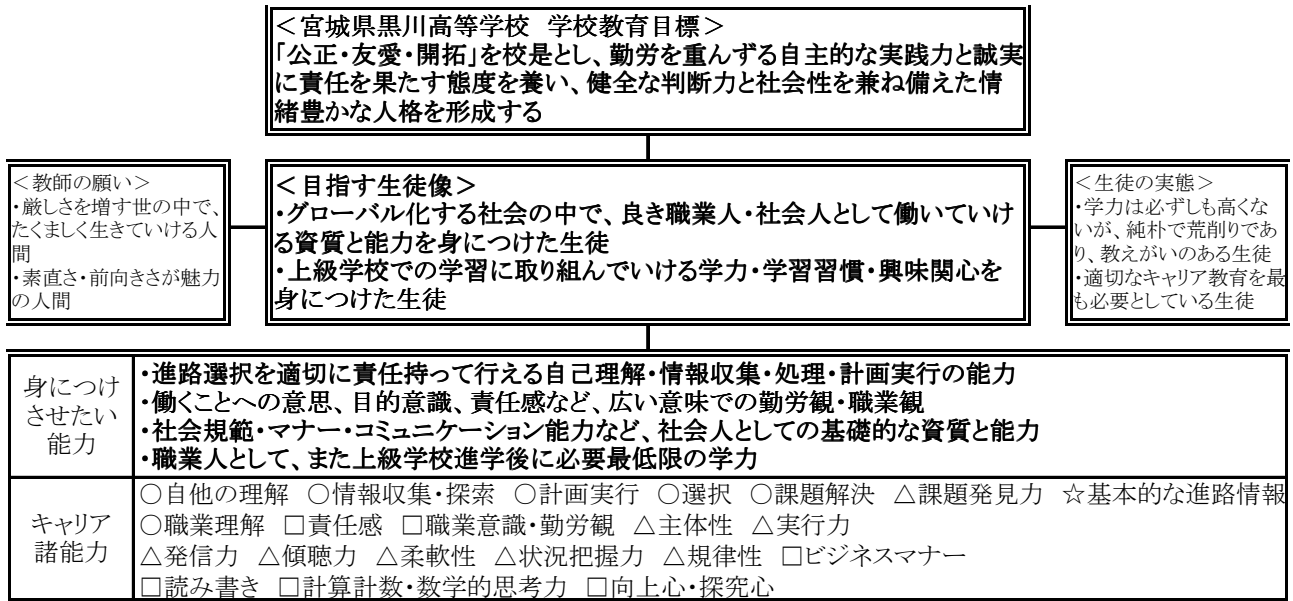 ＜宮城県黒川高等学校　学校教育目標＞
「公正・友愛・開拓」を校是とし、勤労を重んずる自主的な実践力と誠実
に責任を果たす態度を養い、健全な判断力と社会性を兼ね備えた情
緒豊かな人格を形成する
＜教師の願い＞
・厳しさを増す世の中で、
たくましく生きていける人
間
・素直さ・前向きさが魅力
の人間
＜目指す生徒像＞
・グローバル化する社会の中で、良き職業人・社会人として働いていけ
る資質と能力を身につけた生徒
・上級学校での学習に取り組んでいける学力・学習習慣・興味関心を
身につけた生徒
＜生徒の実態＞
・学力は必ずしも高くな
いが、純朴で荒削りであ
り、教えがいのある生徒
・適切なキャリア教育を最
も必要としている生徒
身につけ
させたい
能力
・進路選択を適切に責任持って行える自己理解・情報収集・処理・計画実行の能力
・働くことへの意思、目的意識、責任感など、広い意味での勤労観・職業観
・社会規範・マナー・コミュニケーション能力など、社会人としての基礎的な資質と能力
・職業人として、また上級学校進学後に必要最低限の学力
キャリア
諸能力
○自他の理解　○情報収集・探索　○計画実行　○選択　○課題解決　△課題発見力　☆基本的な進路情報
○職業理解　□責任感　□職業意識・勤労観　△主体性　△実行力
△発信力　△傾聴力　△柔軟性　△状況把握力　△規律性　□ビジネスマナー
□読み書き　□計算計数・数学的思考力　□向上心・探究心